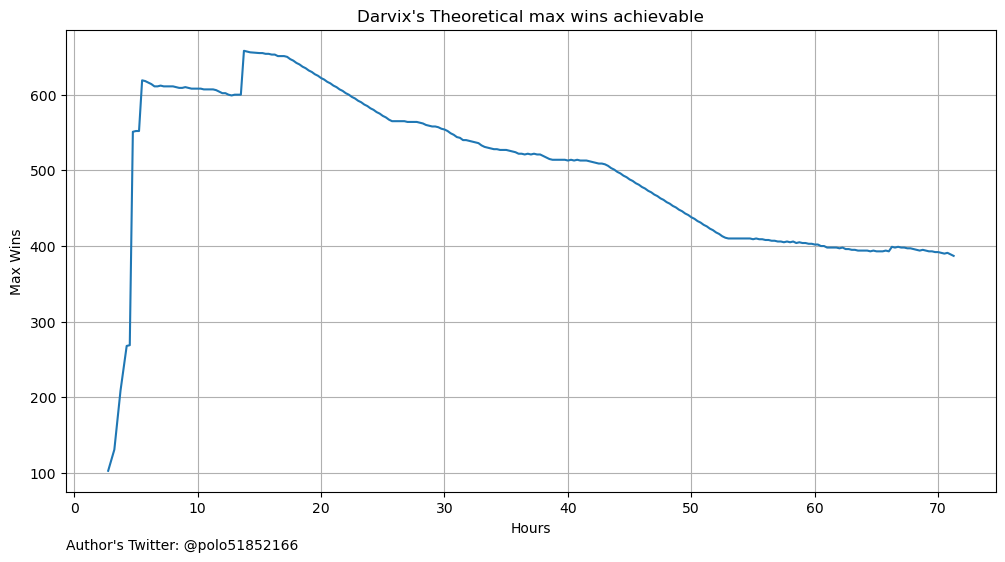 Darvix's Theoretical max wins achievable
Max Wins
600
500
400
300
200
100
0 10 20 30 40 50 60 70
Hours
Author's Twitter: @polo51852166